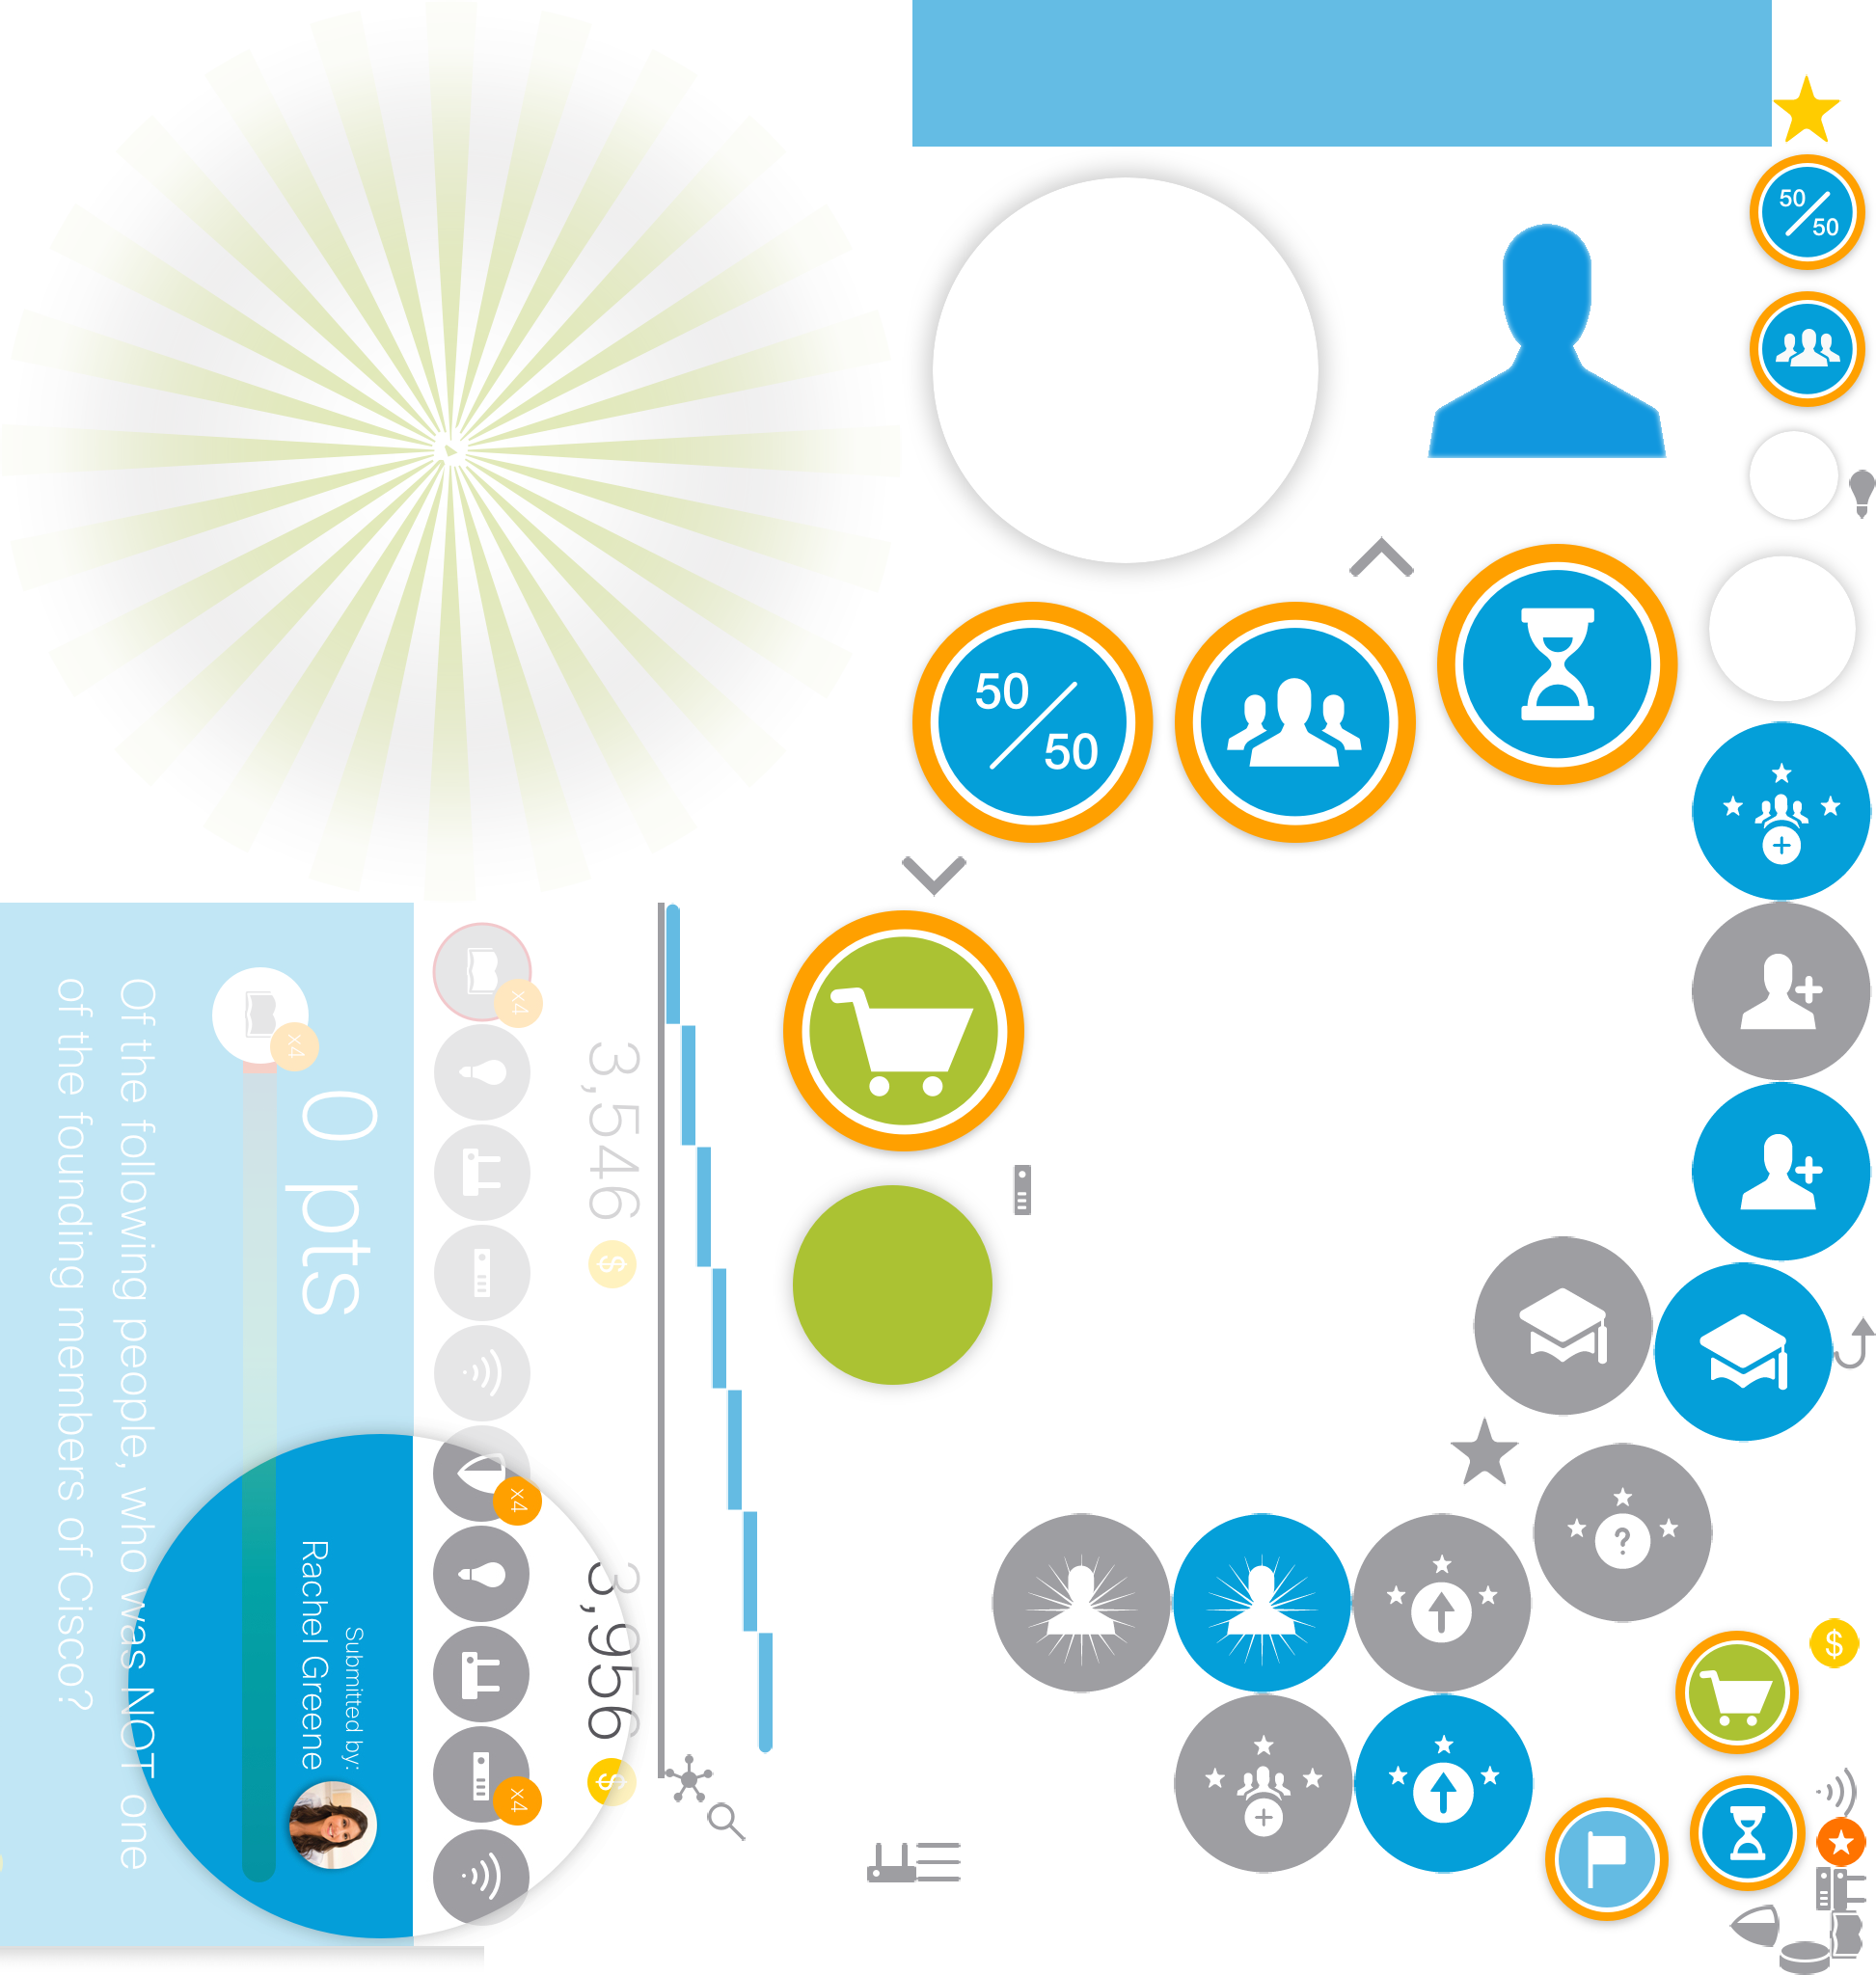 50
50
50
50
Of the following people, who was NOT one
of the founding members of Cisco?
0 pts
x4
x4
3,546
$
Submitted by:
Rachel Greene
x4
x4
3,956
$
?
$